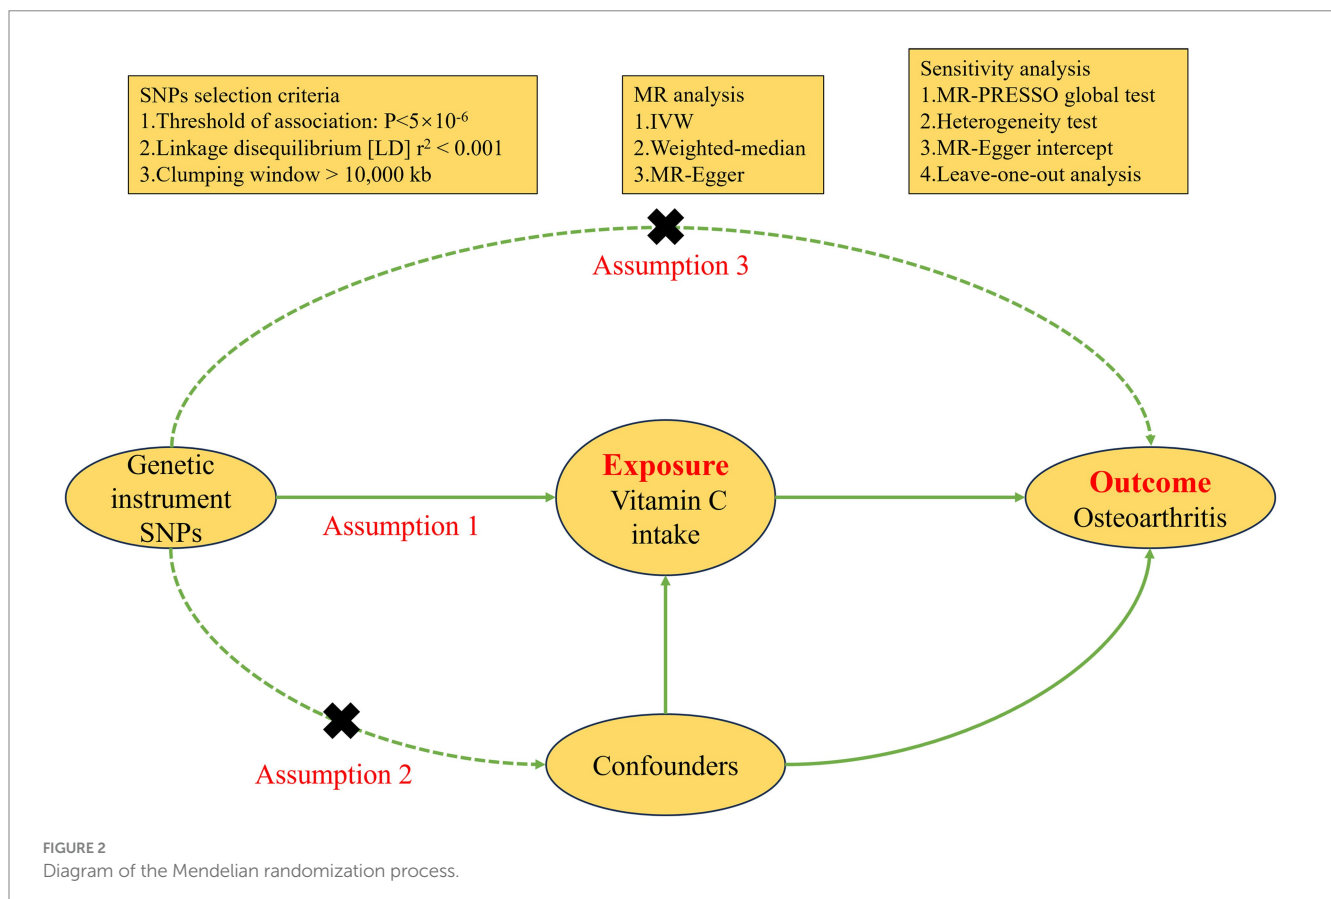 SNPs selection criteria
1.Threshold of association: P<5×10⁻⁶
2.Linkage disequilibrium [LD] r² < 0.001
3.Clumping window > 10,000 kb
MR analysis
1.IVW
2.Weighted-median
3.MR-Egger
Sensitivity analysis
1.MR-PRESSO global test
2.Heterogeneity test
3.MR-Egger intercept
4.Leave-one-out analysis
Assumption 3
Genetic
instrument
SNPs
Assumption 1
Exposure
Vitamin C
intake
Outcome
Osteoarthritis
Assumption 2
Confounders
FIGURE 2
Diagram of the Mendelian randomization process.